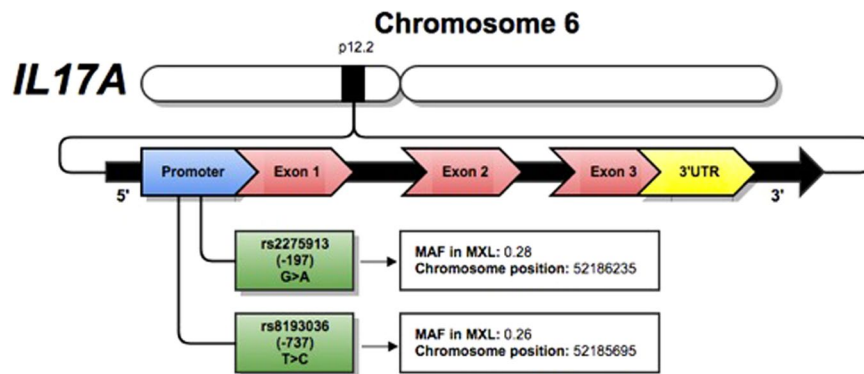 Chromosome 6
p12.2
IL17A
Promoter
Exon 1
Exon 2
Exon 3
3'UTR
5'
3'
rs2275913
(-197)
G>A
MAF in MXL: 0.28
Chromosome position: 52186235
rs8193036
(-737)
T>C
MAF in MXL: 0.26
Chromosome position: 52185695